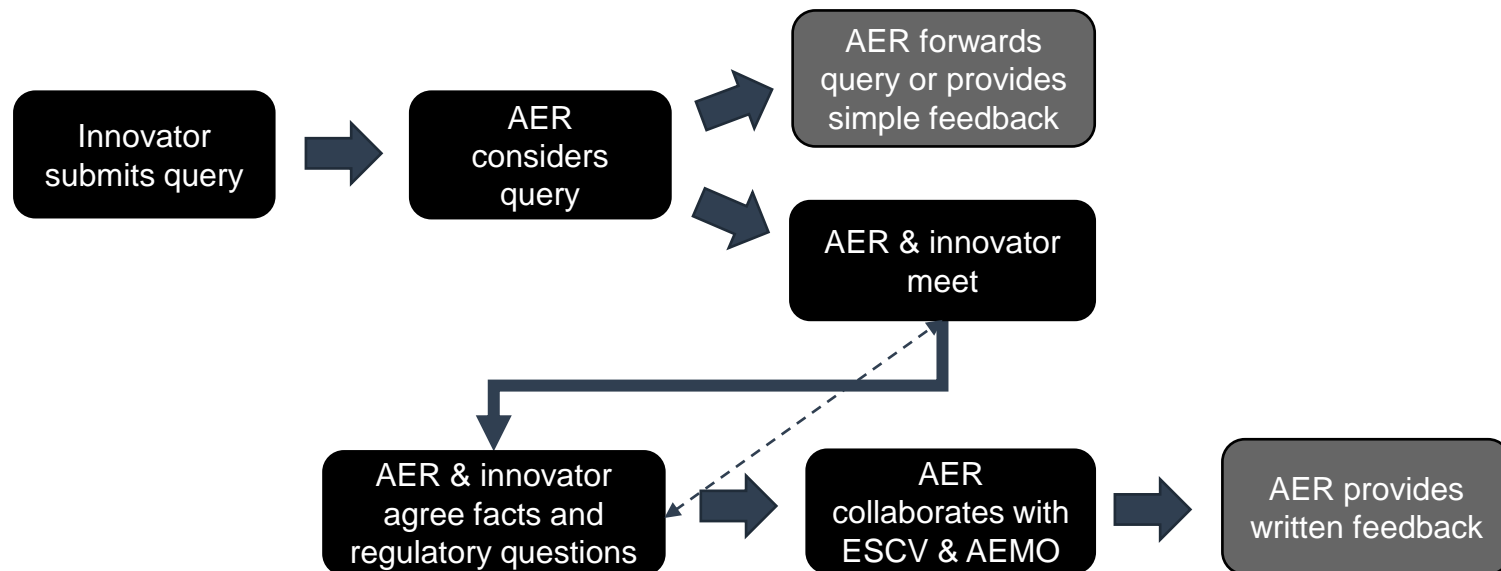 Innovator
submits query
AER
considers
query
AER forwards
query or provides
simple feedback
AER & innovator
meet
AER & innovator
agree facts and
regulatory questions
AER
collaborates with
ESCV & AEMO
AER provides
written feedback